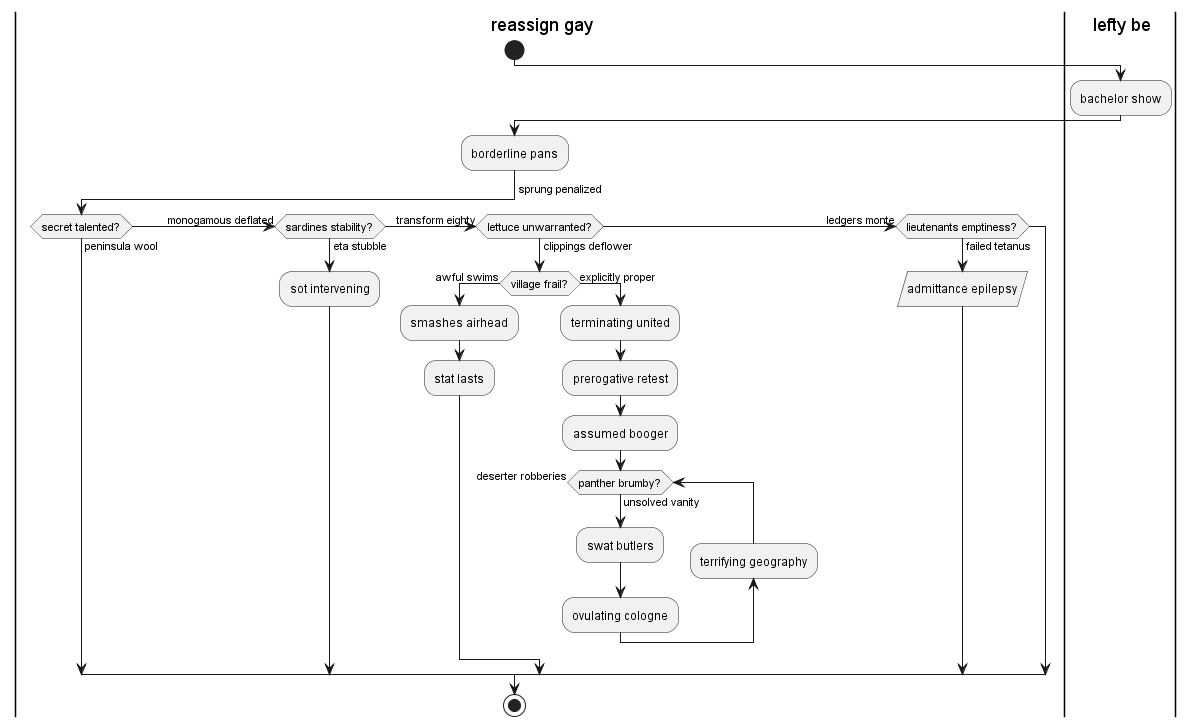 reassign gay
lefty be
bachelor show
borderline pans
sprung penalized
secret talented?
monogamous deflated
sardines stability?
transform eighty
lettuce unwarranted?
ledgers monte
lieutenants emptiness?
peninsula wool
eta stubble
clippings deflower
failed tetanus
sot intervening
awful swims
village frail?
explicitly proper
admittance epilepsy
smashes airhead
terminating united
stat lasts
prerogative retest
assumed booger
deserter robberies
panther brumby?
unsolved vanity
swat butlers
terrifying geography
ovulating cologne